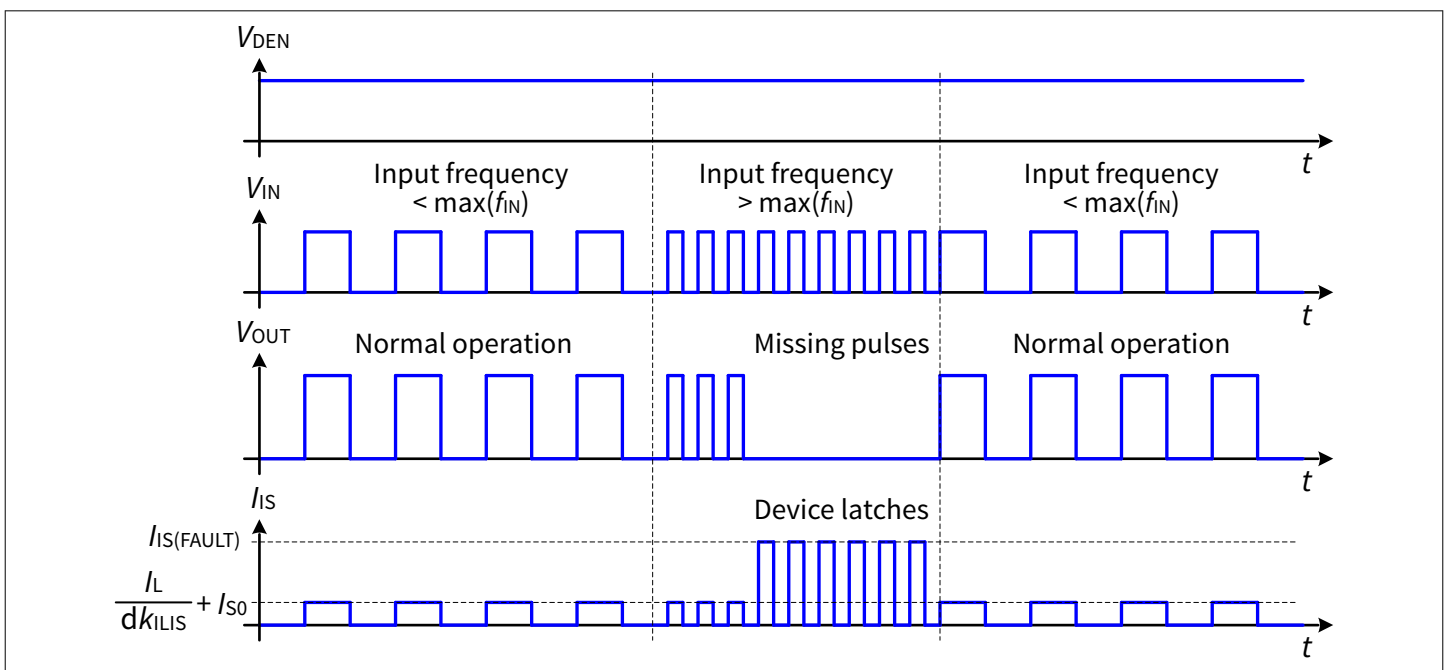 VDEN
t
Input frequency
< max(fIN)
Input frequency
> max(fIN)
Input frequency
< max(fIN)
VIN
t
VOUT
Normal operation
Missing pulses
Normal operation
t
IIS
Device latches
IIS(FAULT)
IL
dkILIS
+ IS0
t